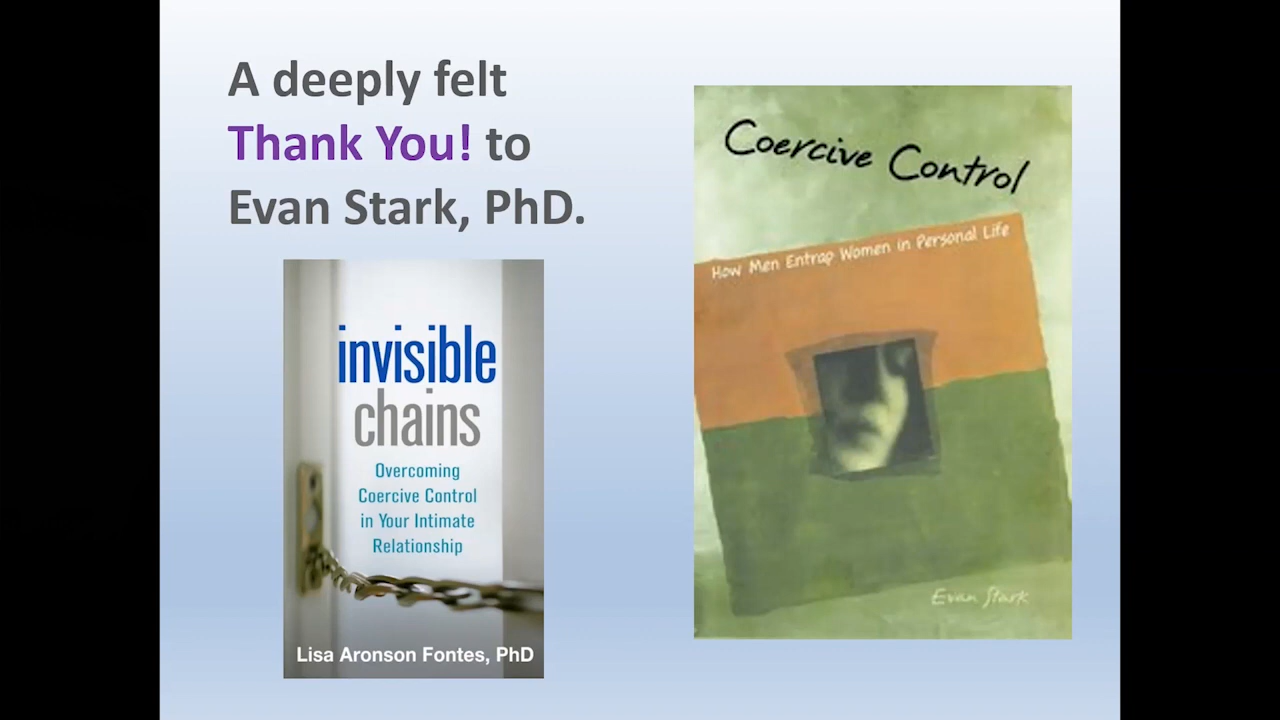 A deeply felt
Thank You! to
Evan Stark, PhD.
invisible
chains
Overcoming
Coercive Control
in Your Intimate
Relationship
Lisa Aronson Fontes, PhD
Coercive Control
How Men Entrap Women in Personal Life
Evan Stark